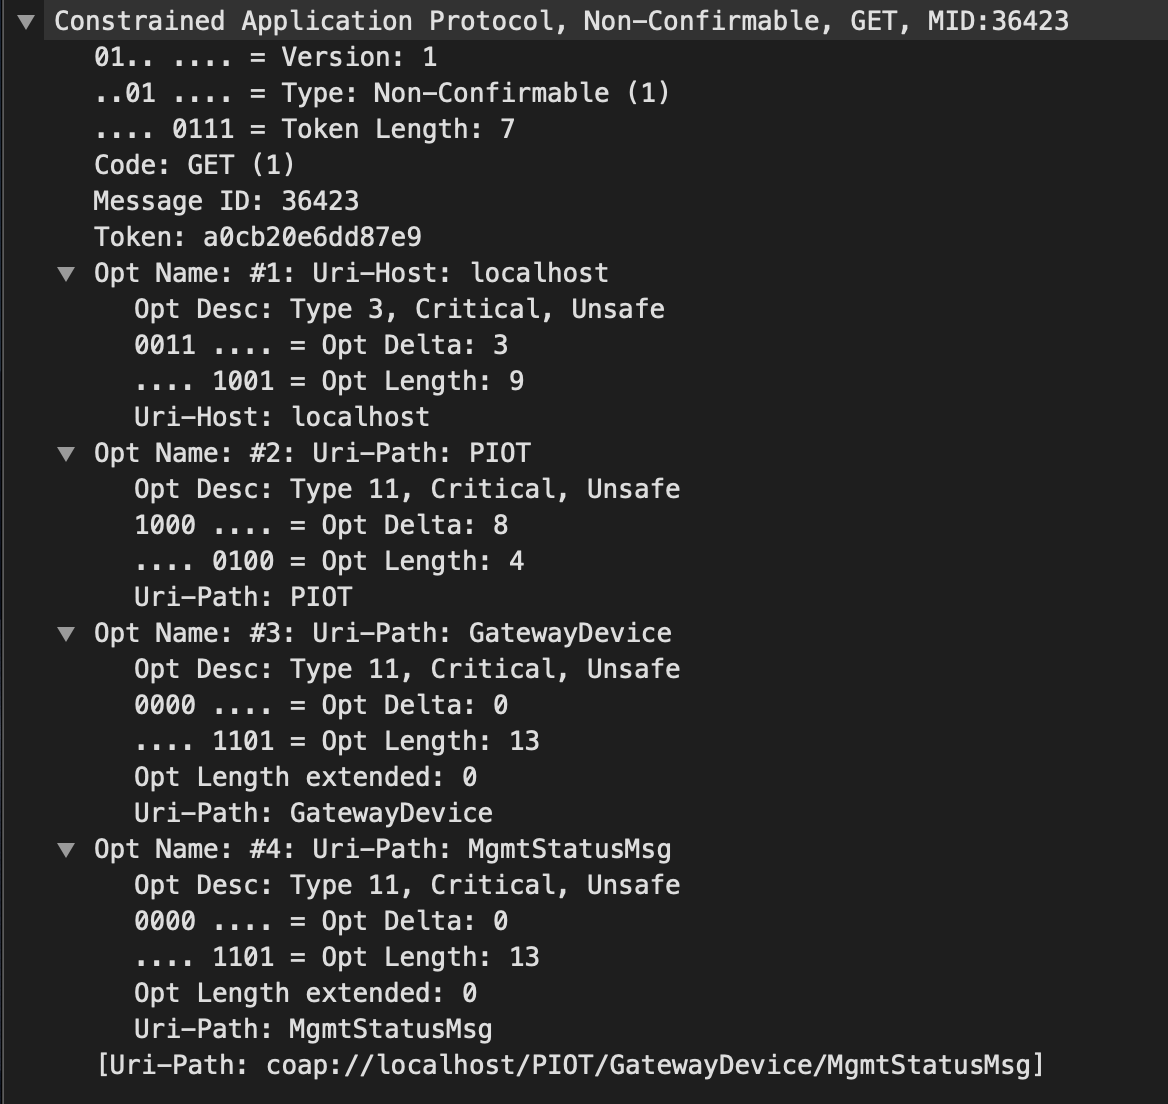 Constrained Application Protocol, Non-Confirmable, GET, MID:36423
01.. .... = Version: 1
..01 .... = Type: Non-Confirmable (1)
.... 0111 = Token Length: 7
Code: GET (1)
Message ID: 36423
Token: a0cb20e6dd87e9
Opt Name: #1: Uri-Host: localhost
Opt Desc: Type 3, Critical, Unsafe
0011 .... = Opt Delta: 3
.... 1001 = Opt Length: 9
Uri-Host: localhost
Opt Name: #2: Uri-Path: PIOT
Opt Desc: Type 11, Critical, Unsafe
1000 .... = Opt Delta: 8
.... 0100 = Opt Length: 4
Uri-Path: PIOT
Opt Name: #3: Uri-Path: GatewayDevice
Opt Desc: Type 11, Critical, Unsafe
0000 .... = Opt Delta: 0
.... 1101 = Opt Length: 13
Opt Length extended: 0
Uri-Path: GatewayDevice
Opt Name: #4: Uri-Path: MgmtStatusMsg
Opt Desc: Type 11, Critical, Unsafe
0000 .... = Opt Delta: 0
.... 1101 = Opt Length: 13
Opt Length extended: 0
Uri-Path: MgmtStatusMsg
[Uri-Path: coap://localhost/PIOT/GatewayDevice/MgmtStatusMsg]